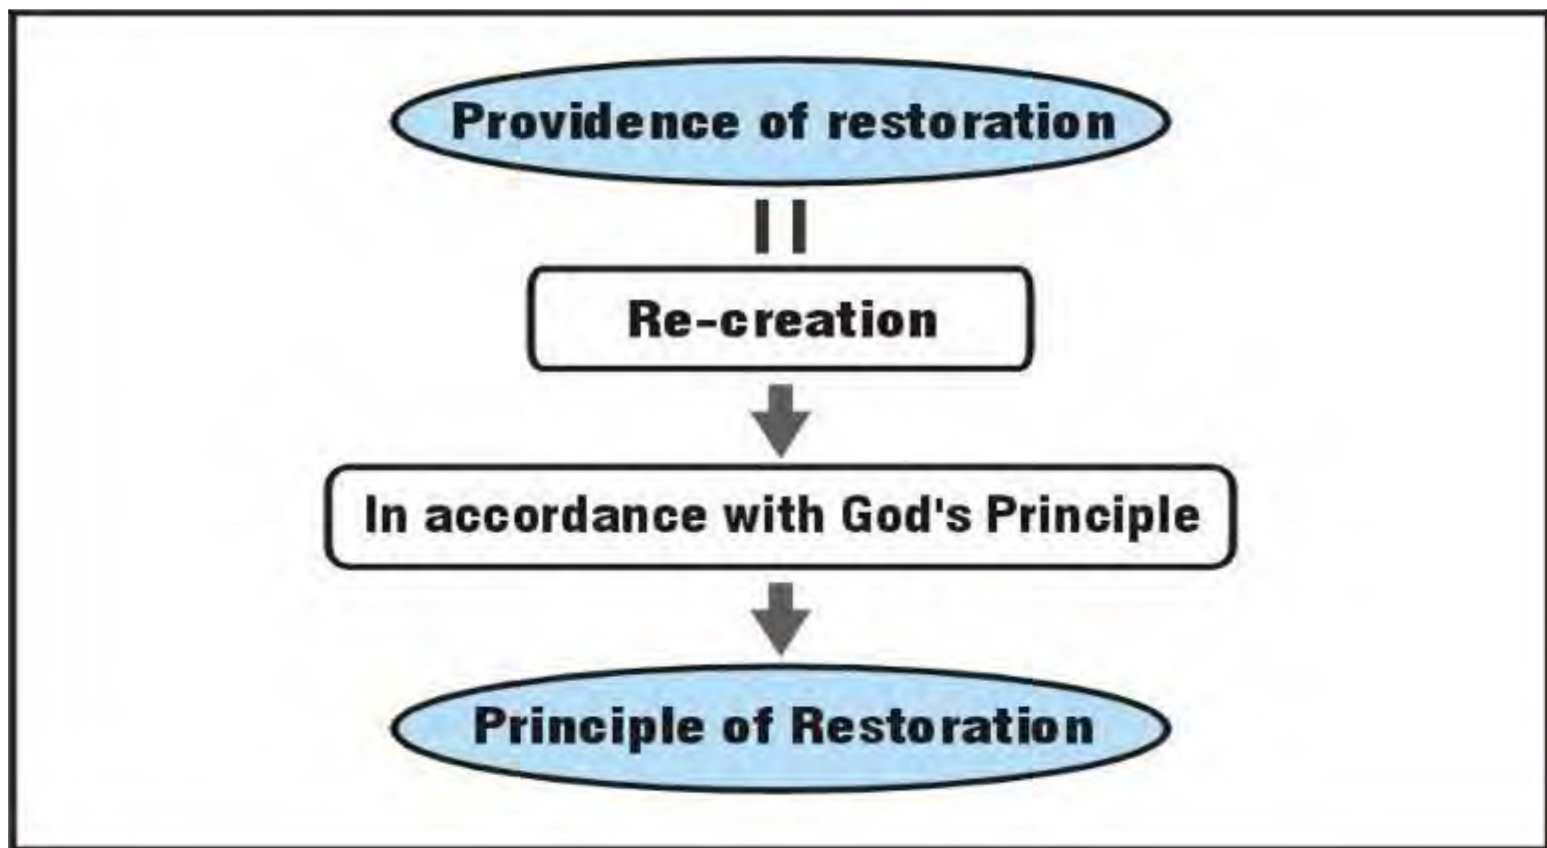 Providence of restoration
Re-creation
In accordance with God's Principle
Principle of Restoration